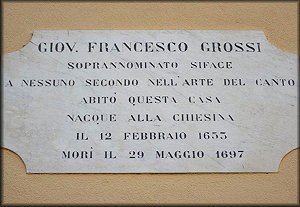 GIOV. FRANCESCO GROSSI
SOPRANNOMINATO SIFACE
A NESSUNO SECONDO NELL'ARTE DEL CANTO
ABITÒ QUESTA CASA
NACQUE ALLA CHIESINA
IL 12 FEBBRAIO 1653
MORÌ IL 29 MAGGIO 1697